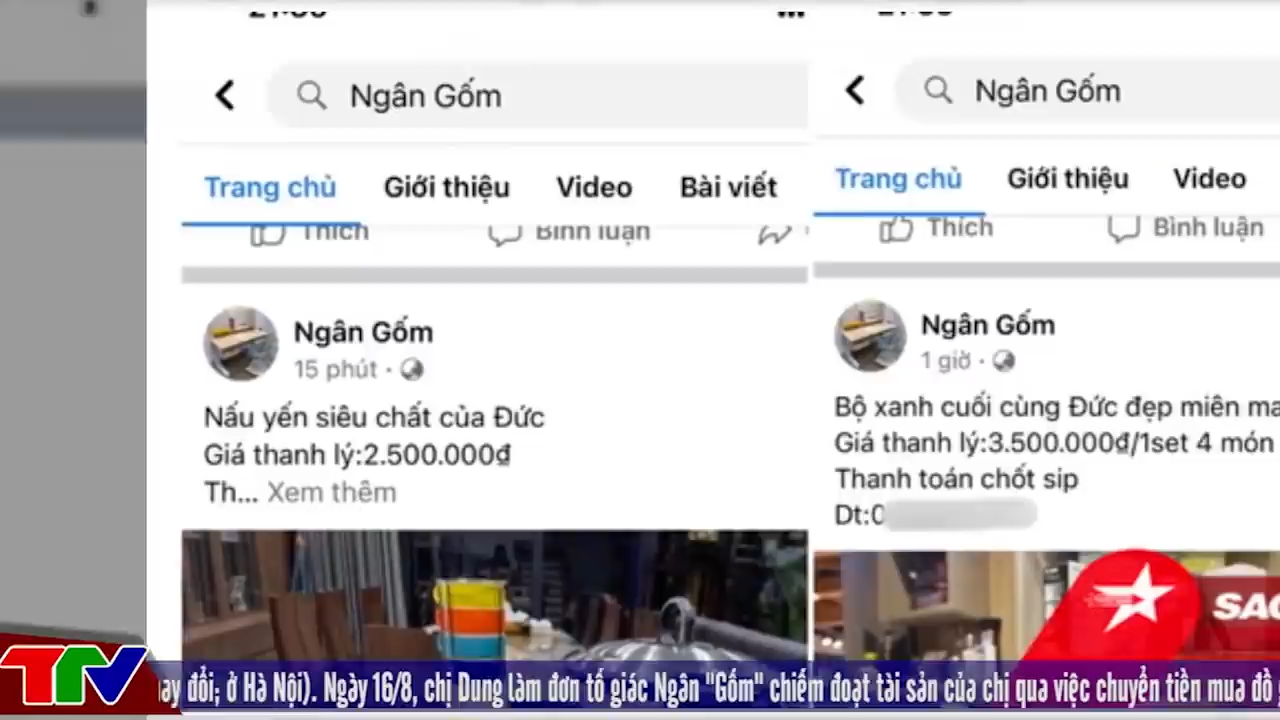 Ngân Gốm
Trang chủ Giới thiệu Video Bài viết
Thích Bình luận
Ngân Gốm
15 phút
Nấu yến siêu chất của Đức
Giá thanh lý:2.500.000đ
Th... Xem thêm
Ngân Gốm
Trang chủ Giới thiệu Video
Thích Bình luận
Ngân Gốm
1 giờ
Bộ xanh cuối cùng Đức đẹp miên
Giá thanh lý:3.500.000đ/1set 4 món
Thanh toán chốt sip
Dt:0
TTV
đổi; ở Hà Nội). Ngày 16/8, chị Dung làm đơn tố giác Ngân "Gốm" chiếm đoạt tài sản của chị qua việc chuyển tiền mua đồ